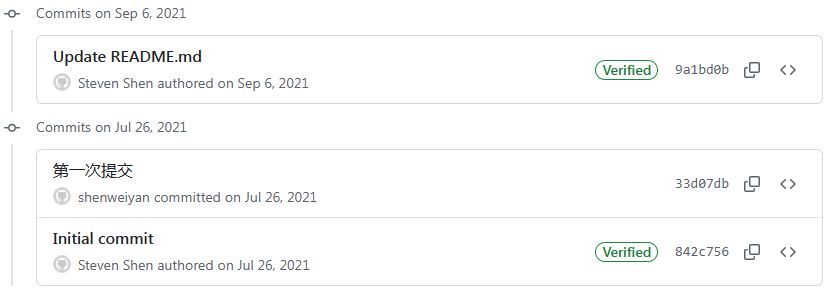 Commits on Sep 6, 2021
Update README.md
Steven Shen authored on Sep 6, 2021
Verified
9a1bd0b
Commits on Jul 26, 2021
第一次提交
shenweiyan committed on Jul 26, 2021
33d07db
Initial commit
Steven Shen authored on Jul 26, 2021
Verified
842c756